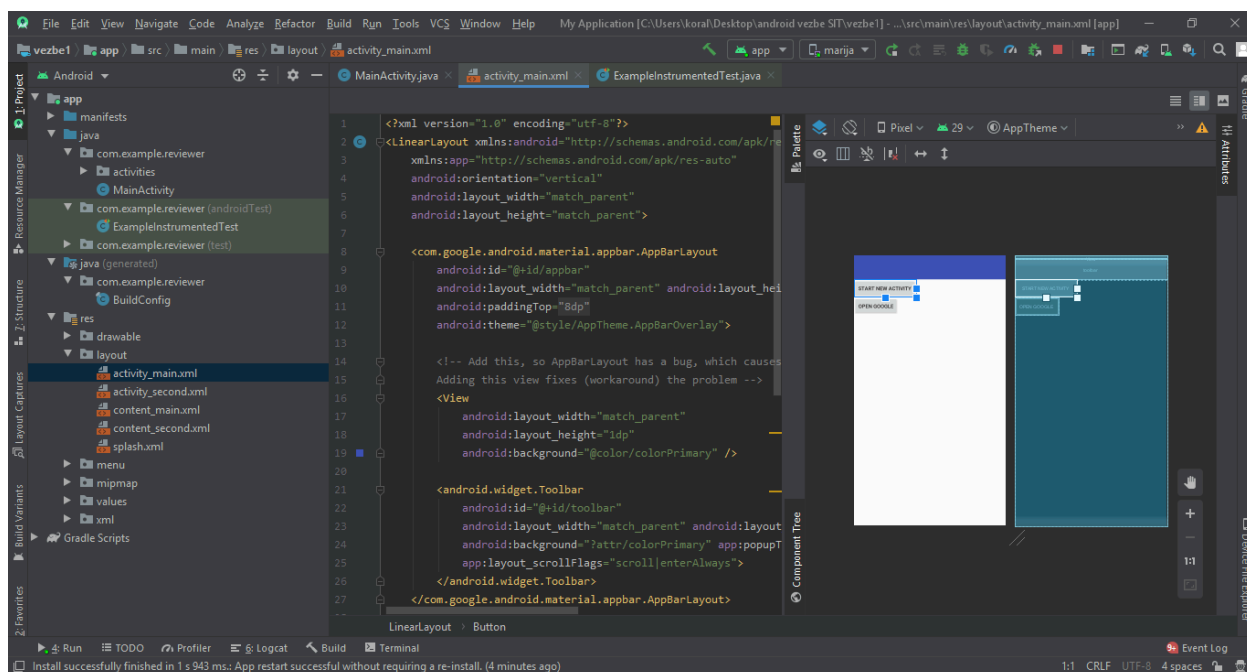 File Edit View Navigate Code Analyze Refactor Build Run Tools VCS Window Help My Application [C:\Users\koral\Desktop\android vezbe SIT\vezbe1] - ...\src\main\res\layout\activity_main.xml [app]
vezbe1 app src main res layout activity_main.xml app marija
Android
MainActivity.java activity_main.xml ExampleInstrumentedTest.java
1: Project
Resource Manager
Z: Structure
Layout Captures
Build Variants
2: Favorites
app
manifests
java
com.example.reviewer
activities
MainActivity
com.example.reviewer (androidTest)
ExampleInstrumentedTest
com.example.reviewer (test)
java (generated)
com.example.reviewer
BuildConfig
res
drawable
layout
activity_main.xml
activity_second.xml
content_main.xml
content_second.xml
splash.xml
menu
mipmap
values
xml
Gradle Scripts
1 <?xml version="1.0" encoding="utf-8"?>
2 <LinearLayout xmlns:android="http://schemas.android.com/apk/re
3 xmlns:app="http://schemas.android.com/apk/res-auto"
4 android:orientation="vertical"
5 android:layout_width="match_parent"
6 android:layout_height="match_parent">
7
8 <com.google.android.material.appbar.AppBarLayout
9 android:id="@+id/appbar"
10 android:layout_width="match_parent" android:layout_hei
11 android:paddingTop="8dp"
12 android:theme="@style/AppTheme.AppBarOverlay">
13
14 <!-- Add this, so AppBarLayout has a bug, which causes
15 Adding this view fixes (workaround) the problem -->
16 <View
17 android:layout_width="match_parent"
18 android:layout_height="1dp"
19 android:background="@color/colorPrimary" />
20
21 <android.widget.Toolbar
22 android:id="@+id/toolbar"
23 android:layout_width="match_parent" android:layout
24 android:background="?attr/colorPrimary" app:popupT
25 app:layout_scrollFlags="scroll|enterAlways">
26 </android.widget.Toolbar>
27 </com.google.android.material.appbar.AppBarLayout>
LinearLayout > Button
Palette
Component Tree
Pixel 29 AppTheme
START NEW ACTIVITY
OPEN GOOGLE
START NEW ACTIVITY
OPEN GOOGLE
1:1
Gradle
Attributes
Device File Explorer
4: Run TODO Profiler 6: Logcat Build Terminal Event Log
Install successfully finished in 1 s 943 ms.: App restart successful without requiring a re-install. (4 minutes ago) 1:1 CRLF UTF-8 4 spaces